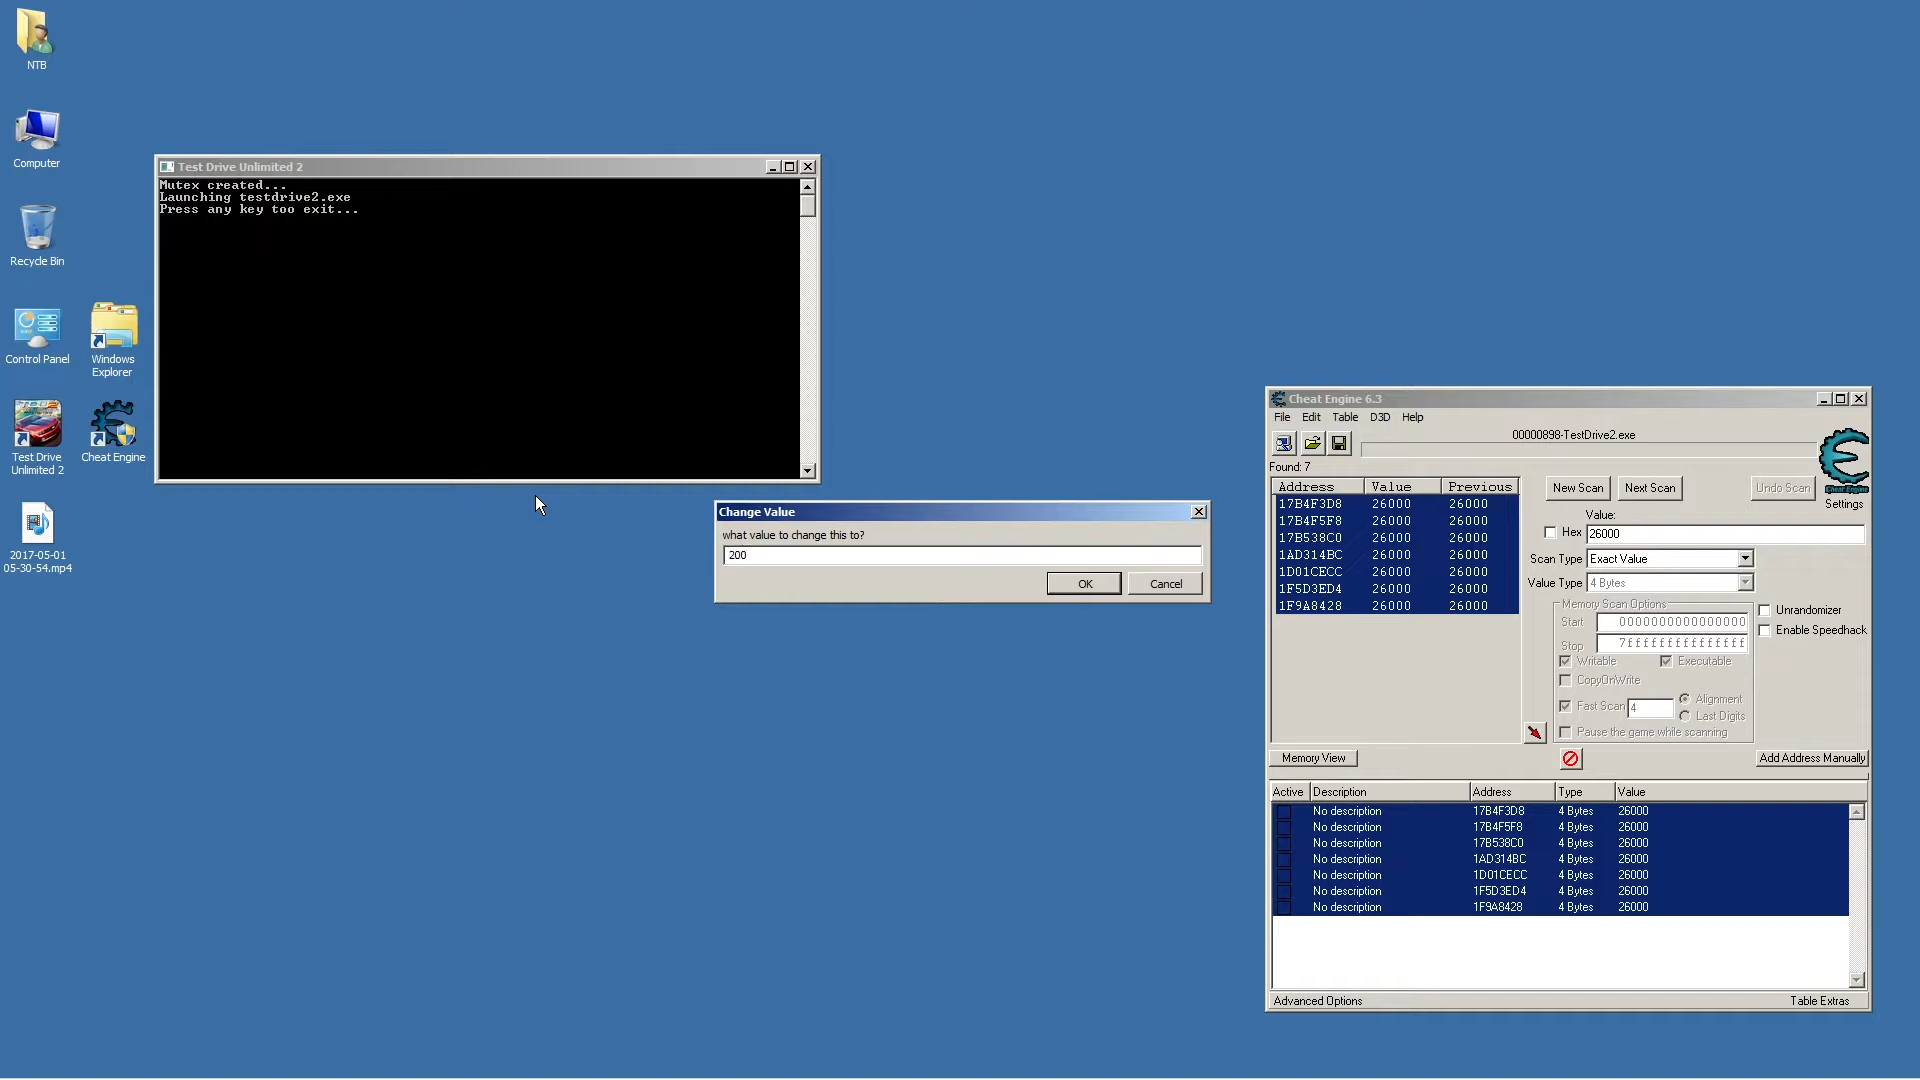 NTB
Computer
Recycle Bin
Control Panel
Windows
Explorer
Test Drive
Unlimited 2
Cheat Engine
2017-05-01
05-30-54.mp4
Test Drive Unlimited 2
Mutex created...
Launching testdrive2.exe
Press any key too exit...
Change Value
what value to change this to?
200
OK
Cancel
Cheat Engine 6.3
File Edit Table D3D Help
00000898-TestDrive2.exe
Found: 7
Address Value Previous
17B4F3D8 26000 26000
17B4F5F8 26000 26000
17B538C0 26000 26000
1AD314BC 26000 26000
1D01CECC 26000 26000
1F5D3ED4 26000 26000
1F9A8428 26000 26000
New Scan Next Scan Undo Scan
Cheat Engine
Settings
Value:
Hex 26000
Scan Type Exact Value
Value Type 4 Bytes
Memory Scan Options
Start 0000000000000000
Stop 7fffffffffffffff
Writable Executable
CopyOnWrite
Fast Scan 4 Alignment
Last Digits
Pause the game while scanning
Unrandomizer
Enable Speedhack
Memory View Add Address Manually
Active Description Address Type Value
No description 17B4F3D8 4 Bytes 26000
No description 17B4F5F8 4 Bytes 26000
No description 17B538C0 4 Bytes 26000
No description 1AD314BC 4 Bytes 26000
No description 1D01CECC 4 Bytes 26000
No description 1F5D3ED4 4 Bytes 26000
No description 1F9A8428 4 Bytes 26000
Advanced Options Table Extras